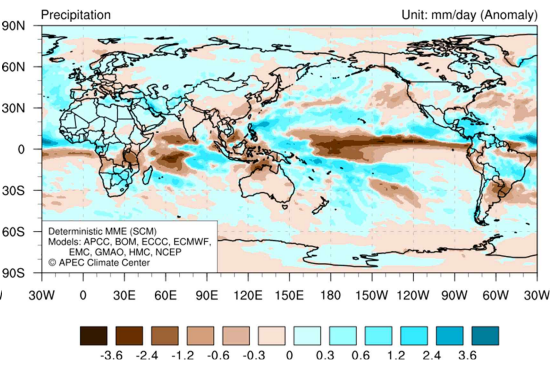 Precipitation Unit: mm/day (Anomaly)
90N
60N
30N
0
30S
60S
90S
Deterministic MME (SCM)
Models: APCC, BOM, ECCC, ECMWF,
EMC, GMAO, HMC, NCEP
© APEC Climate Center
30W 0 30E 60E 90E 120E 150E 180E 150W 120W 90W 60W 30W
-3.6 -2.4 -1.2 -0.6 -0.3 0 0.3 0.6 1.2 2.4 3.6